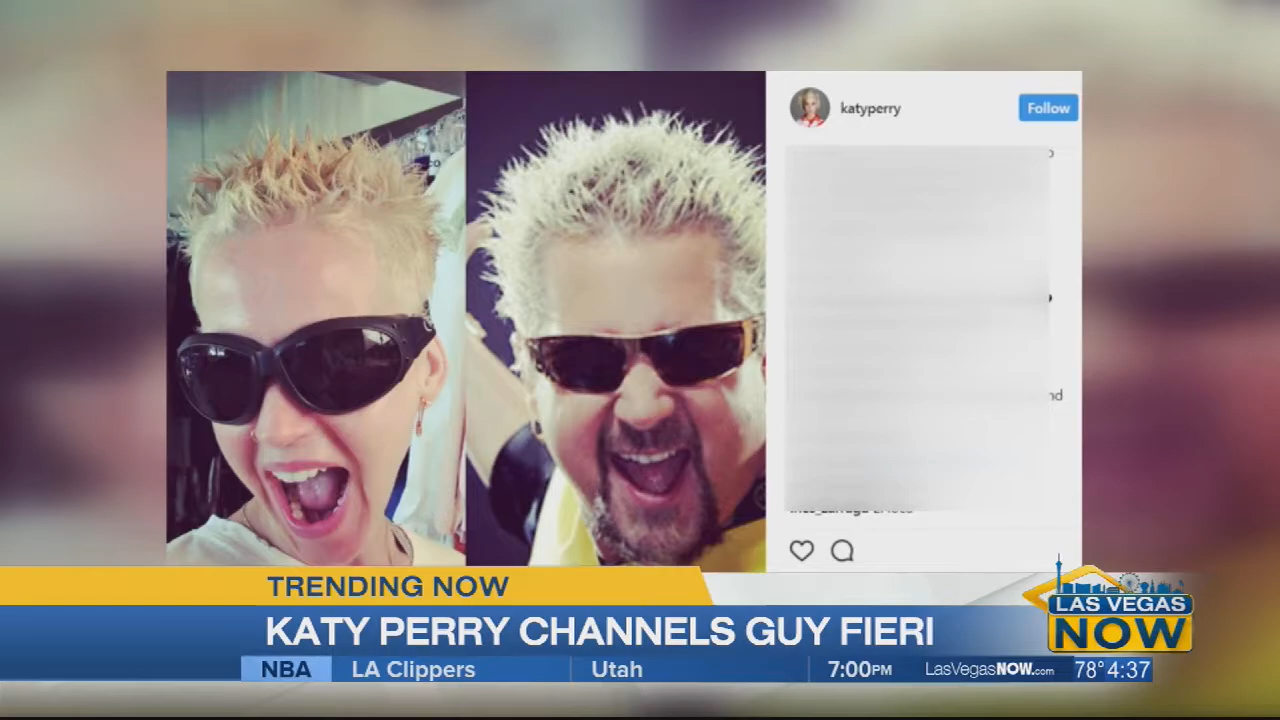 katyperry
Follow
nd
TRENDING NOW
KATY PERRY CHANNELS GUY FIERI
LAS VEGAS
NOW
NBA LA Clippers Utah 7:00PM LasVegasNOW.com 78° 4:37